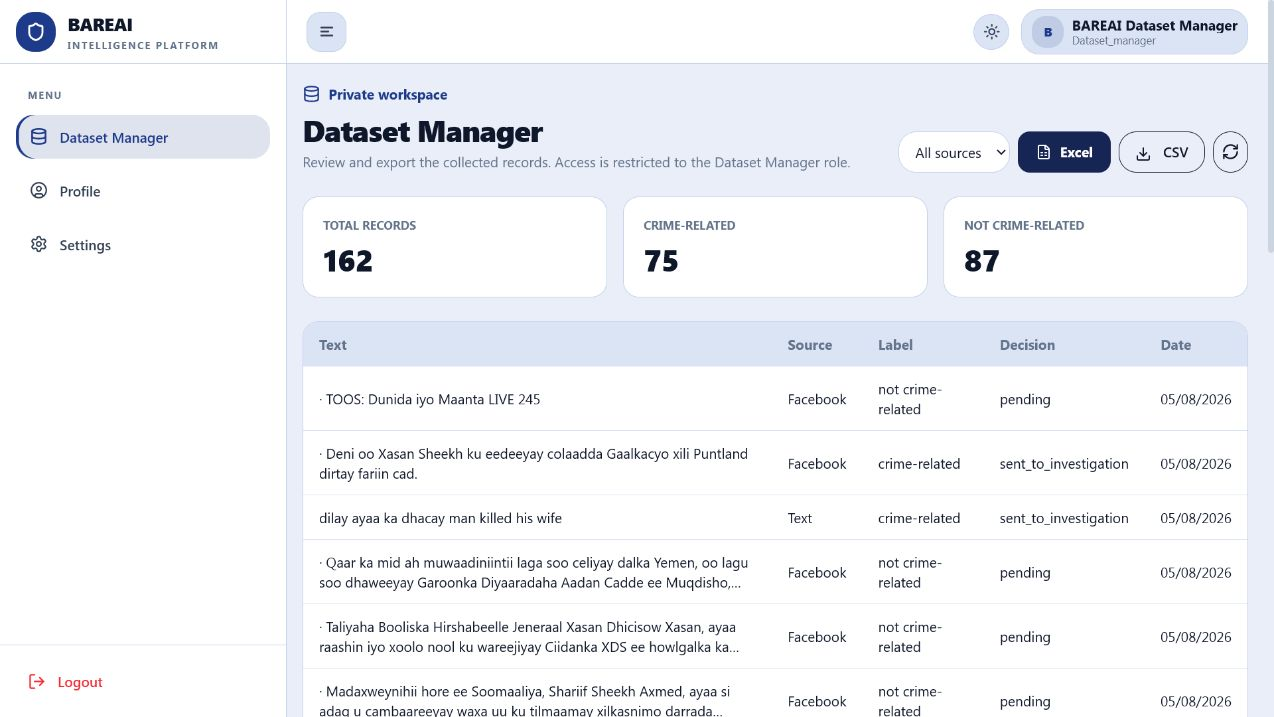 BAREAI
INTELLIGENCE PLATFORM
MENU
Dataset Manager
Profile
Settings
Logout
B
BAREAI Dataset Manager
Dataset_manager
Private workspace
Dataset Manager
Review and export the collected records. Access is restricted to the Dataset Manager role.
All sources
Excel
CSV
TOTAL RECORDS
162
CRIME-RELATED
75
NOT CRIME-RELATED
87
Text Source Label Decision Date
· TOOS: Dunida iyo Maanta LIVE 245 Facebook not crime-
related pending 05/08/2026
· Deni oo Xasan Sheekh ku eedeeyay colaadda Gaalkacyo xili Puntland
dirtay fariin cad. Facebook crime-related sent_to_investigation 05/08/2026
dilay ayaa ka dhacay man killed his wife Text crime-related sent_to_investigation 05/08/2026
· Qaar ka mid ah muwaadiniintii laga soo celiyay dalka Yemen, oo lagu
soo dhaweeyay Garoonka Diyaaradaha Aadan Cadde ee Muqdisho,... Facebook not crime-
related pending 05/08/2026
· Taliyaha Booliska Hirshabeelle Jeneraal Xasan Dhicisow Xasan, ayaa
raashin iyo xoolo nool ku wareejiyay Ciidanka XDS ee howlgalka ka... Facebook not crime-
related pending 05/08/2026
· Madaxweynihii hore ee Soomaaliya, Shariif Sheekh Axmed, ayaa si
adag u cambaareeyay waxa uu ku tilmaamay xilkasnimo darrada... Facebook not crime-
related pending 05/08/2026